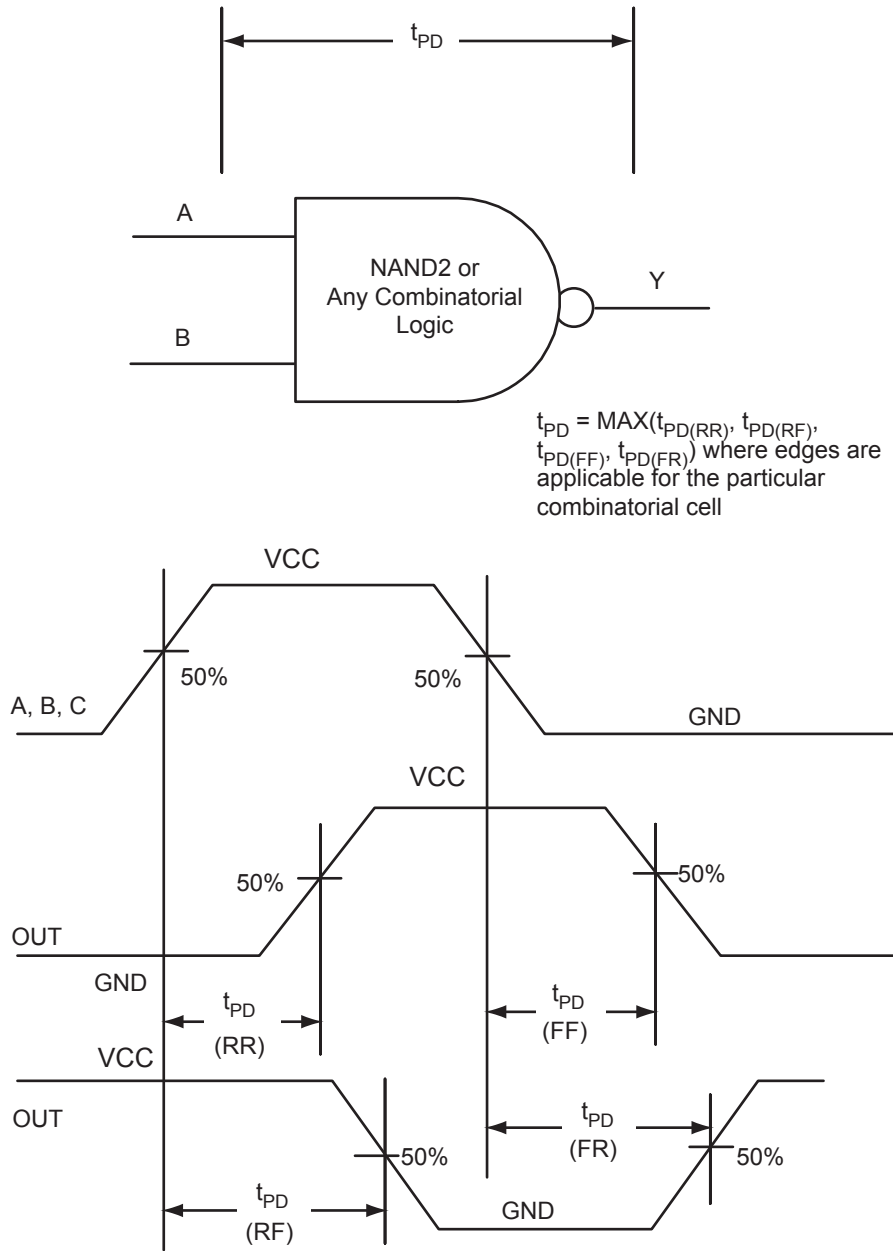 tPD
A
NAND2 or
Any Combinatorial
Logic
Y
B
tPD = MAX(tPD(RR), tPD(RF),
tPD(FF), tPD(FR)) where edges are
applicable for the particular
combinatorial cell
VCC
50%
50%
A, B, C
GND
VCC
50%
50%
OUT
GND
tPD
(RR)
tPD
(FF)
VCC
OUT
tPD
(FR)
50%
50%
tPD
(RF)
GND